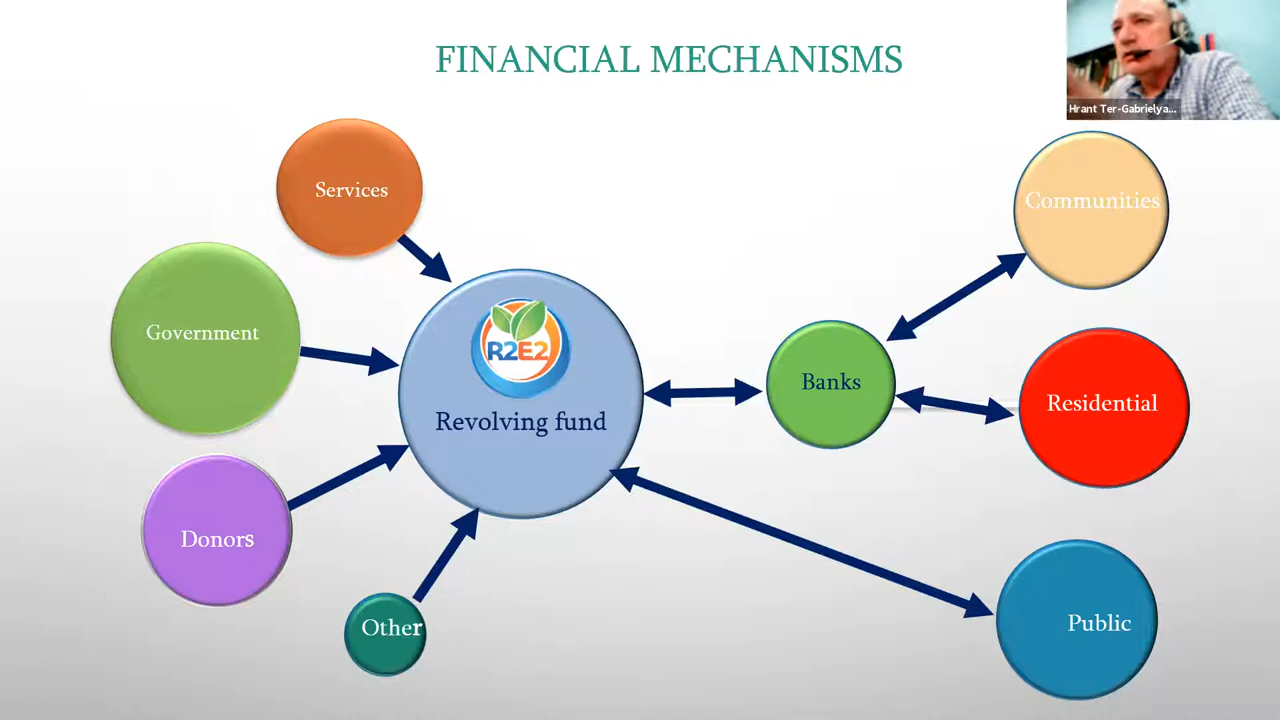 FINANCIAL MECHANISMS
Hrant Ter-Gabrielya...
Services
Communities
Government
R2E2
Revolving fund
Banks
Residential
Donors
Other
Public